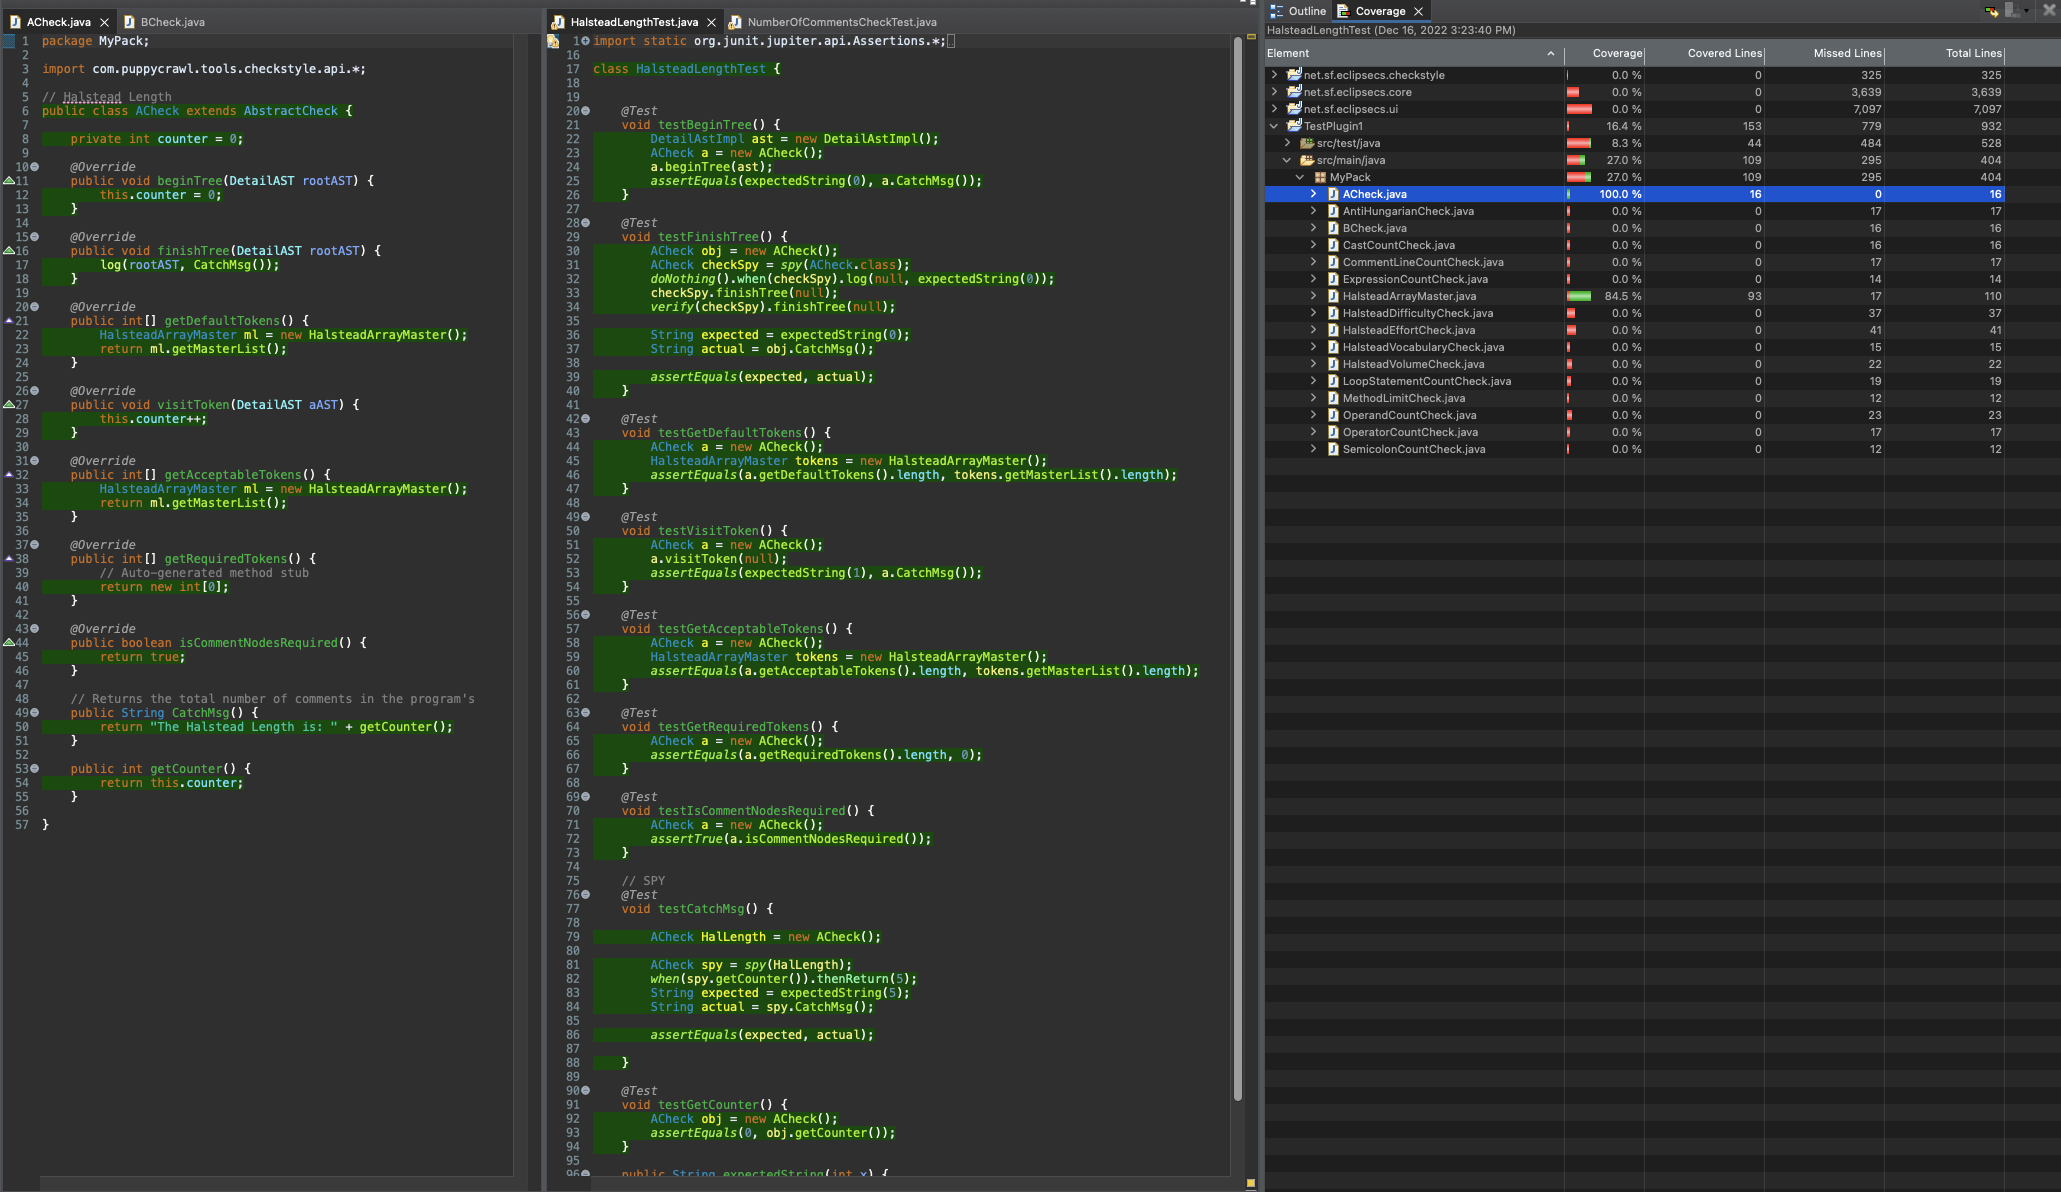 ACheck.java
BCheck.java
1 package MyPack;
2
3 import com.puppycrawl.tools.checkstyle.api.*;
4
5 // Halstead Length
6 public class ACheck extends AbstractCheck {
7
8 private int counter = 0;
9
10 @Override
11 public void beginTree(DetailAST rootAST) {
12 this.counter = 0;
13 }
14
15 @Override
16 public void finishTree(DetailAST rootAST) {
17 log(rootAST, CatchMsg());
18 }
19
20 @Override
21 public int[] getDefaultTokens() {
22 HalsteadArrayMaster ml = new HalsteadArrayMaster();
23 return ml.getMasterList();
24 }
25
26 @Override
27 public void visitToken(DetailAST aAST) {
28 this.counter++;
29 }
30
31 @Override
32 public int[] getAcceptableTokens() {
33 HalsteadArrayMaster ml = new HalsteadArrayMaster();
34 return ml.getMasterList();
35 }
36
37 @Override
38 public int[] getRequiredTokens() {
39 // Auto-generated method stub
40 return new int[0];
41 }
42
43 @Override
44 public boolean isCommentNodesRequired() {
45 return true;
46 }
47
48 // Returns the total number of comments in the program's
49 public String CatchMsg() {
50 return "The Halstead Length is: " + getCounter();
51 }
52
53 public int getCounter() {
54 return this.counter;
55 }
56
57 }
HalsteadLengthTest.java
NumberOfCommentsCheckTest.java
1 import static org.junit.jupiter.api.Assertions.*;
16
17 class HalsteadLengthTest {
18
19
20 @Test
21 void testBeginTree() {
22 DetailAstImpl ast = new DetailAstImpl();
23 ACheck a = new ACheck();
24 a.beginTree(ast);
25 assertEquals(expectedString(0), a.CatchMsg());
26 }
27
28 @Test
29 void testFinishTree() {
30 ACheck obj = new ACheck();
31 ACheck checkSpy = spy(ACheck.class);
32 doNothing().when(checkSpy).log(null, expectedString(0));
33 checkSpy.finishTree(null);
34 verify(checkSpy).finishTree(null);
35
36 String expected = expectedString(0);
37 String actual = obj.CatchMsg();
38
39 assertEquals(expected, actual);
40 }
41
42 @Test
43 void testGetDefaultTokens() {
44 ACheck a = new ACheck();
45 HalsteadArrayMaster tokens = new HalsteadArrayMaster();
46 assertEquals(a.getDefaultTokens().length, tokens.getMasterList().length);
47 }
48
49 @Test
50 void testVisitToken() {
51 ACheck a = new ACheck();
52 a.visitToken(null);
53 assertEquals(expectedString(1), a.CatchMsg());
54 }
55
56 @Test
57 void testGetAcceptableTokens() {
58 ACheck a = new ACheck();
59 HalsteadArrayMaster tokens = new HalsteadArrayMaster();
60 assertEquals(a.getAcceptableTokens().length, tokens.getMasterList().length);
61 }
62
63 @Test
64 void testGetRequiredTokens() {
65 ACheck a = new ACheck();
66 assertEquals(a.getRequiredTokens().length, 0);
67 }
68
69 @Test
70 void testIsCommentNodesRequired() {
71 ACheck a = new ACheck();
72 assertTrue(a.isCommentNodesRequired());
73 }
74
75 // SPY
76 @Test
77 void testCatchMsg() {
78
79 ACheck HalLength = new ACheck();
80
81 ACheck spy = spy(HalLength);
82 when(spy.getCounter()).thenReturn(5);
83 String expected = expectedString(5);
84 String actual = spy.CatchMsg();
85
86 assertEquals(expected, actual);
87
88 }
89
90 @Test
91 void testGetCounter() {
92 ACheck obj = new ACheck();
93 assertEquals(0, obj.getCounter());
94 }
95
96 public String expectedString(int x) {
Outline
Coverage
HalsteadLengthTest (Dec 16, 2022 3:23:40 PM)
Element Coverage Covered Lines Missed Lines Total Lines
net.sf.eclipsecs.checkstyle 0.0 % 0 325 325
net.sf.eclipsecs.core 0.0 % 0 3,639 3,639
net.sf.eclipsecs.ui 0.0 % 0 7,097 7,097
TestPlugin1 16.4 % 153 779 932
src/test/java 8.3 % 44 484 528
src/main/java 27.0 % 109 295 404
MyPack 27.0 % 109 295 404
ACheck.java 100.0 % 16 0 16
AntiHungarianCheck.java 0.0 % 0 17 17
BCheck.java 0.0 % 0 16 16
CastCountCheck.java 0.0 % 0 16 16
CommentLineCountCheck.java 0.0 % 0 17 17
ExpressionCountCheck.java 0.0 % 0 14 14
HalsteadArrayMaster.java 84.5 % 93 17 110
HalsteadDifficultyCheck.java 0.0 % 0 37 37
HalsteadEffortCheck.java 0.0 % 0 41 41
HalsteadVocabularyCheck.java 0.0 % 0 15 15
HalsteadVolumeCheck.java 0.0 % 0 22 22
LoopStatementCountCheck.java 0.0 % 0 19 19
MethodLimitCheck.java 0.0 % 0 12 12
OperandCountCheck.java 0.0 % 0 23 23
OperatorCountCheck.java 0.0 % 0 17 17
SemicolonCountCheck.java 0.0 % 0 12 12